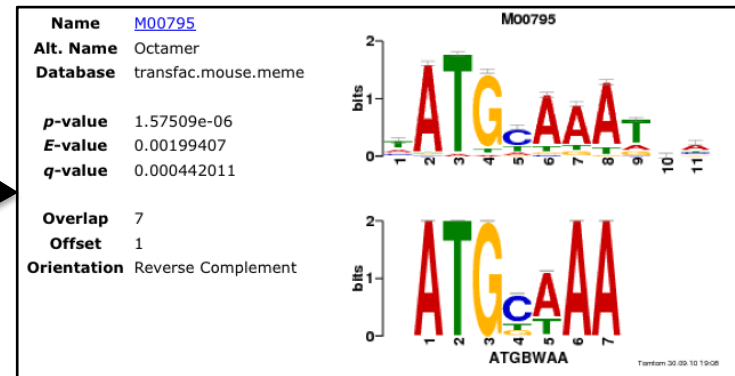 Name M00795
Alt. Name Octamer
Database transfac.mouse.meme
p-value 1.57509e-06
E-value 0.00199407
q-value 0.000442011
Overlap 7
Offset 1
Orientation Reverse Complement
M00795
2
bits
1
0
ATGCAAAT
1 2 3 4 5 6 7 8 9 10 11
2
bits
1
0
ATGCAAA
1 2 3 4 5 6 7
ATGBWAA
Tomtom 30.09.10 19:08